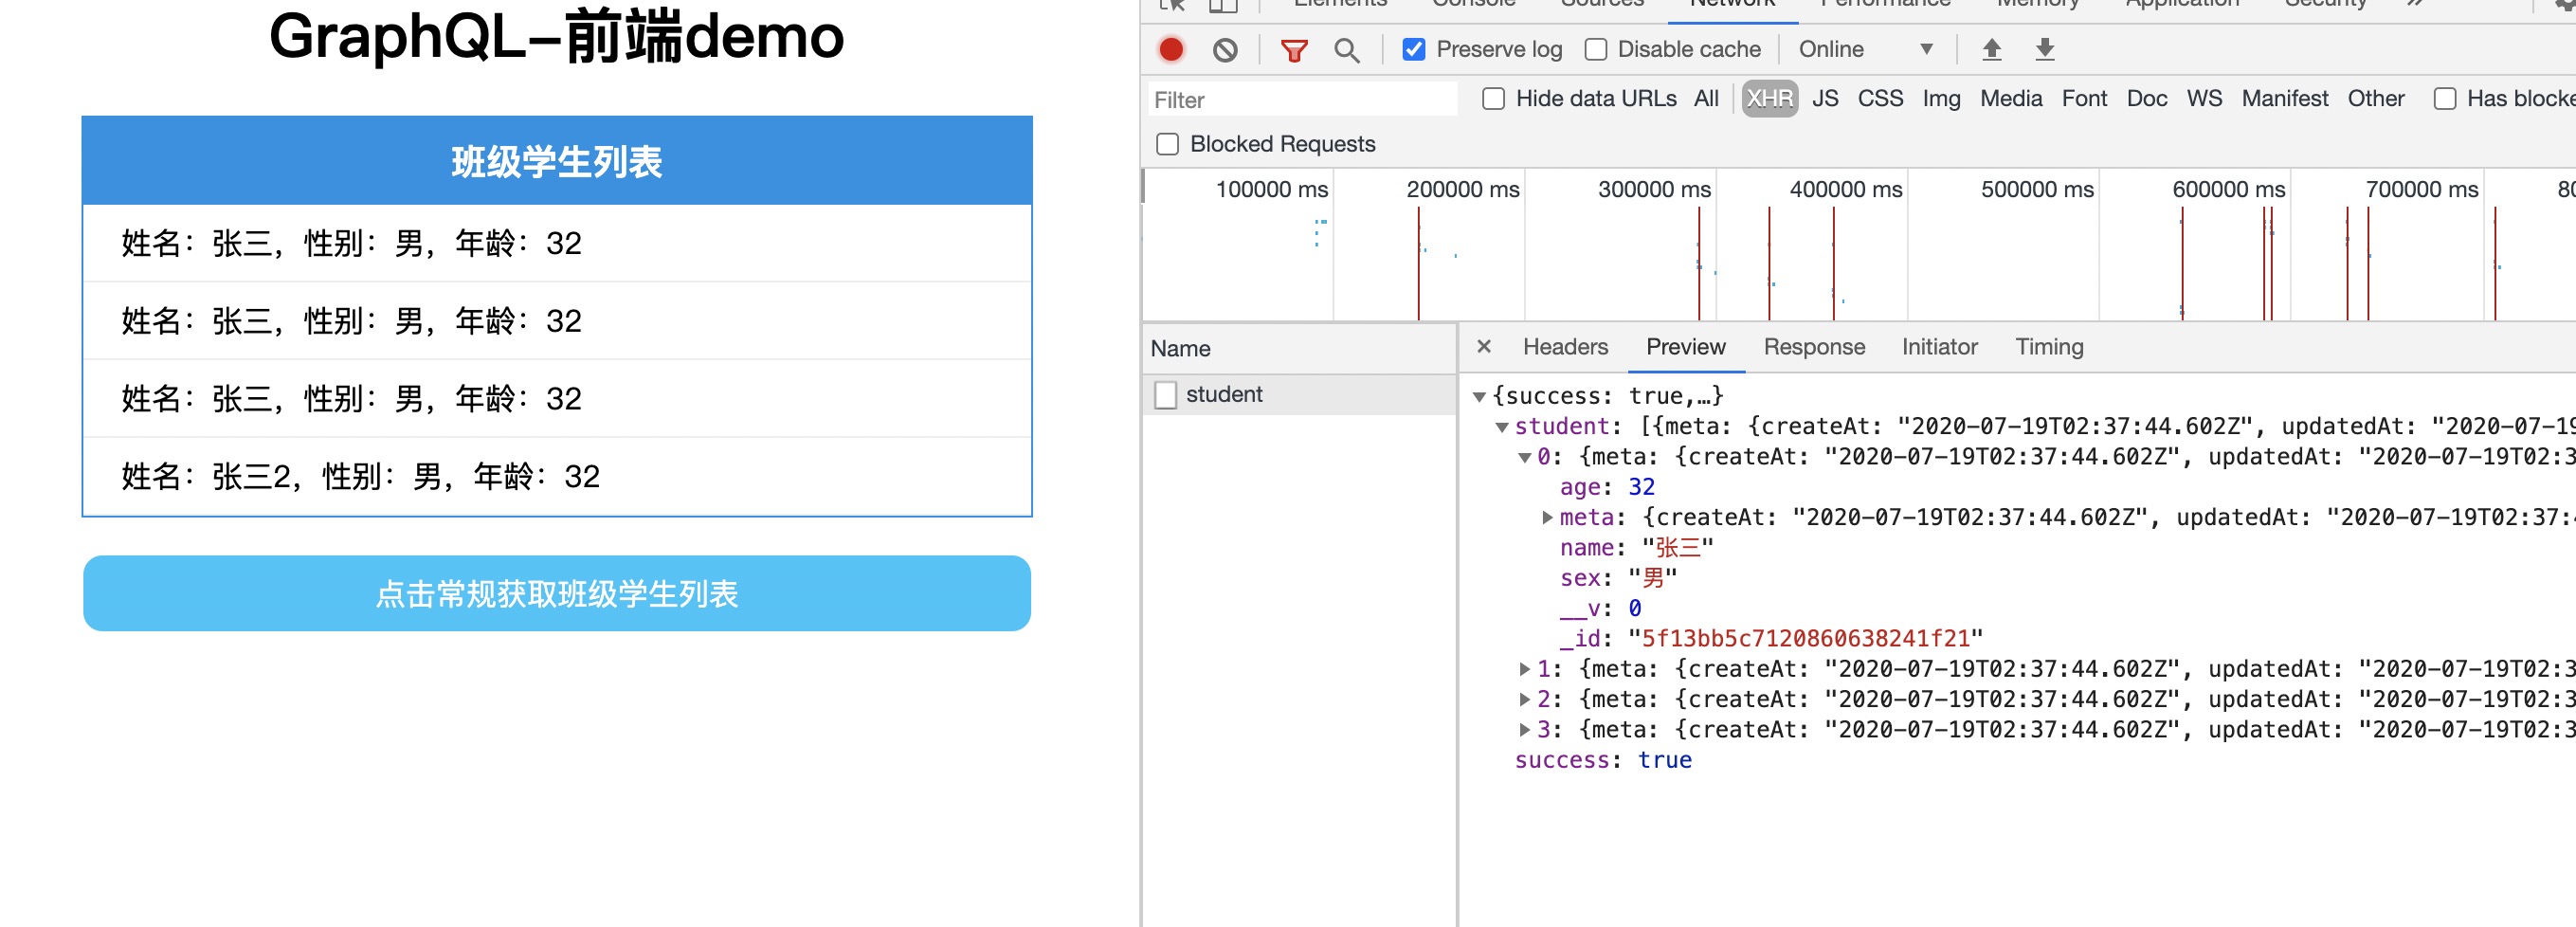 GraphQL-前端demo
班级学生列表
姓名：张三，性别：男，年龄：32
姓名：张三，性别：男，年龄：32
姓名：张三，性别：男，年龄：32
姓名：张三2，性别：男，年龄：32
点击常规获取班级学生列表
Elements Console Sources Network Performance Memory Application Security
Preserve log Disable cache Online
Filter Hide data URLs All XHR JS CSS Img Media Font Doc WS Manifest Other Has blocke
Blocked Requests
100000 ms 200000 ms 300000 ms 400000 ms 500000 ms 600000 ms 700000 ms 80
Name
student
× Headers Preview Response Initiator Timing
{success: true,…}
student: [{meta: {createAt: "2020-07-19T02:37:44.602Z", updatedAt: "2020-07-19
0: {meta: {createAt: "2020-07-19T02:37:44.602Z", updatedAt: "2020-07-19T02:3
age: 32
meta: {createAt: "2020-07-19T02:37:44.602Z", updatedAt: "2020-07-19T02:37:
name: "张三"
sex: "男"
__v: 0
_id: "5f13bb5c7120860638241f21"
1: {meta: {createAt: "2020-07-19T02:37:44.602Z", updatedAt: "2020-07-19T02:3
2: {meta: {createAt: "2020-07-19T02:37:44.602Z", updatedAt: "2020-07-19T02:3
3: {meta: {createAt: "2020-07-19T02:37:44.602Z", updatedAt: "2020-07-19T02:3
success: true